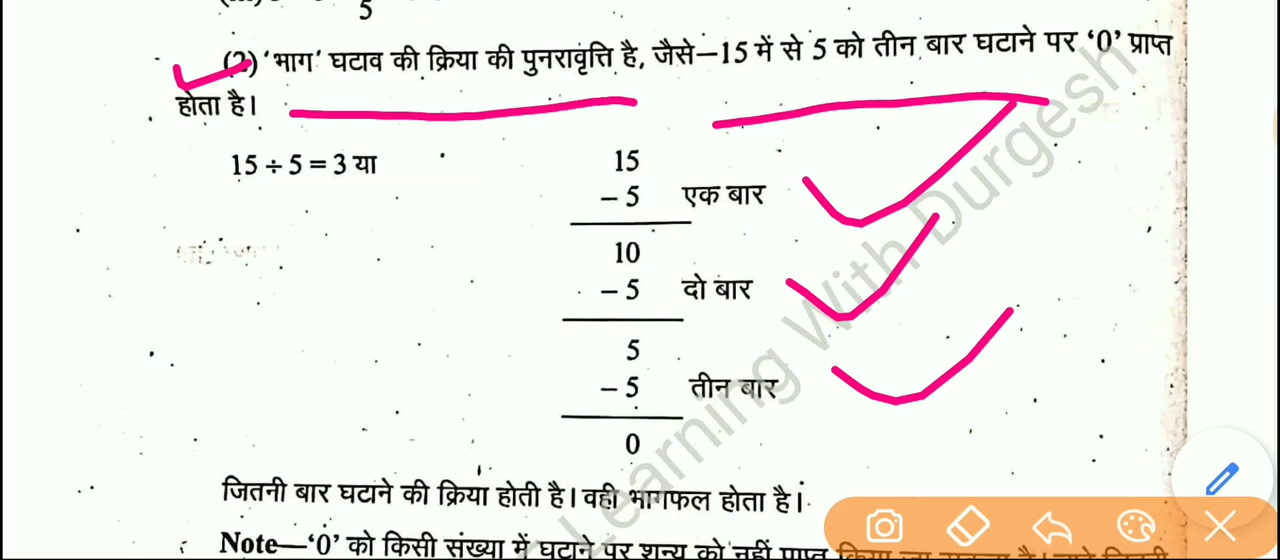 5
(2) 'भाग' घटाव की क्रिया की पुनरावृत्ति है, जैसे–15 में से 5 को तीन बार घटाने पर '0' प्राप्त
होता है।
15 ÷ 5 = 3 या
15
– 5 एक बार
10
– 5 दो बार
5
– 5 तीन बार
0
जितनी बार घटाने की क्रिया होती है। वही भागफल होता है।
Note—'0' को किसी संख्या में घटाने पर शून्य को नहीं प्राप्त किया जा सकता है।
Learning With Durgesh